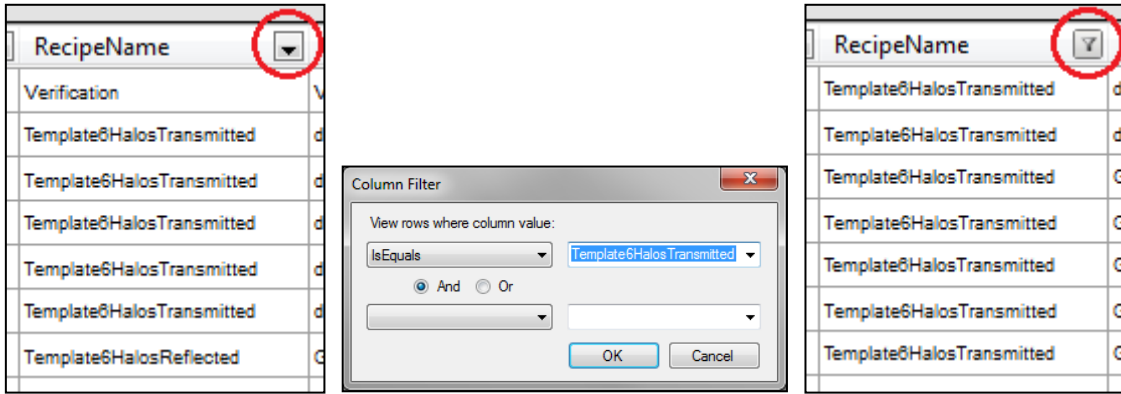 RecipeName
Verification
Template6HalosTransmitted
Template6HalosTransmitted
Template6HalosTransmitted
Template6HalosTransmitted
Template6HalosTransmitted
Template6HalosReflected
Column Filter
View rows where column value:
IsEquals Template6HalosTransmitted
And Or
OK Cancel
RecipeName
Template6HalosTransmitted
Template6HalosTransmitted
Template6HalosTransmitted
Template6HalosTransmitted
Template6HalosTransmitted
Template6HalosTransmitted
Template6HalosTransmitted